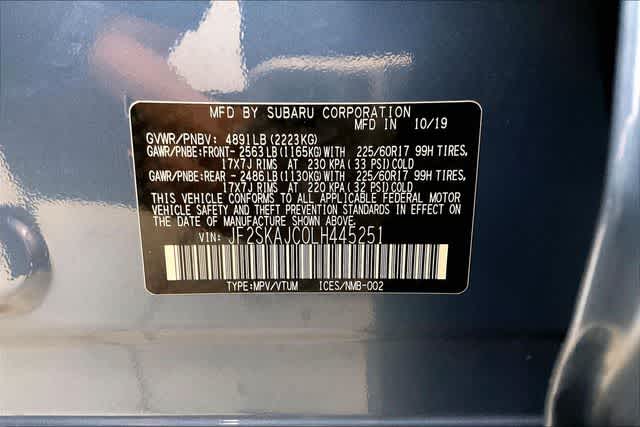 MFD BY SUBARU CORPORATION
MFD IN 10/19
GVWR/PNBV: 4891LB(2223KG)
GAWR/PNBE:FRONT-2563LB(1165KG)WITH 225/60R17 99H TIRES,
17X7J RIMS AT 230 KPA(33 PSI)COLD
GAWR/PNBE:REAR -2486LB(1130KG)WITH 225/60R17 99H TIRES,
17X7J RIMS AT 220 KPA(32 PSI)COLD
THIS VEHICLE CONFORMS TO ALL APPLICABLE FEDERAL MOTOR
VEHICLE SAFETY AND THEFT PREVENTION STANDARDS IN EFFECT ON
THE DATE OF MANUFACTURE SHOWN ABOVE.
VIN: JF2SKAJC0LH445251
TYPE:MPV/VTUM ICES/NMB-002